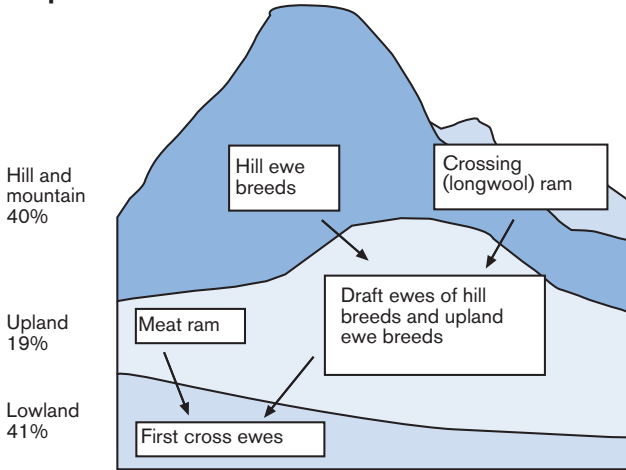 Hill and
mountain
40%
Hill ewe
breeds
Crossing
(longwool) ram
Upland
19%
Meat ram
Draft ewes of hill
breeds and upland
ewe breeds
Lowland
41%
First cross ewes